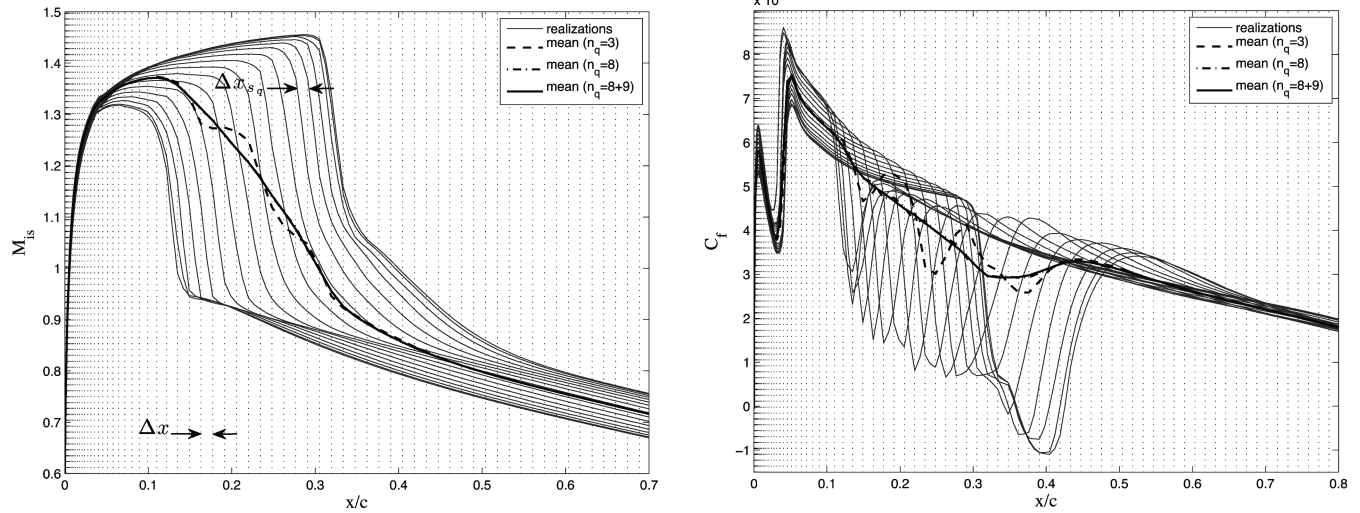 1.5
1.4
1.3
1.2
1.1
1
0.9
0.8
0.7
0.6
M_is
realizations
mean (n_q=3)
mean (n_q=8)
mean (n_q=8+9)
Δx_{s_q}
Δx
0 0.1 0.2 0.3 0.4 0.5 0.6 0.7
x/c
x 10
9
8
7
6
5
4
3
2
1
0
−1
C_f
realizations
mean (n_q=3)
mean (n_q=8)
mean (n_q=8+9)
0 0.1 0.2 0.3 0.4 0.5 0.6 0.7 0.8
x/c